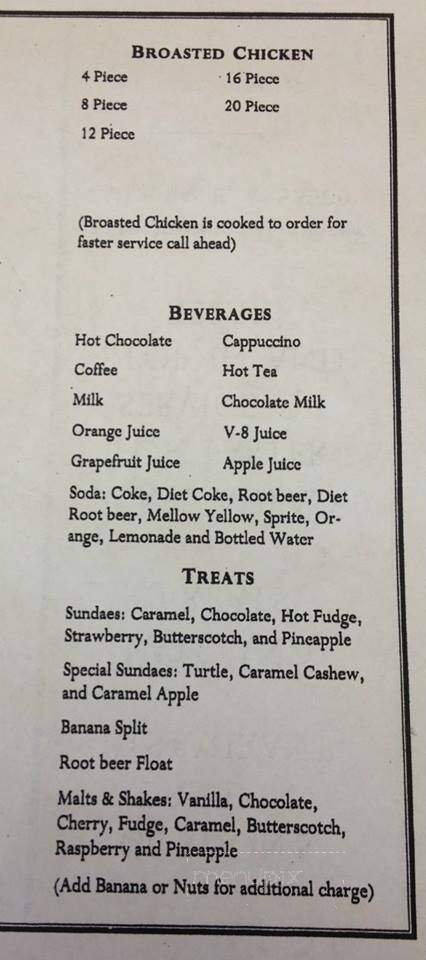 BROASTED CHICKEN
4 Piece 16 Piece
8 Piece 20 Piece
12 Piece
(Broasted Chicken is cooked to order for
faster service call ahead)
BEVERAGES
Hot Chocolate Cappuccino
Coffee Hot Tea
Milk Chocolate Milk
Orange Juice V-8 Juice
Grapefruit Juice Apple Juice
Soda: Coke, Diet Coke, Root beer, Diet
Root beer, Mellow Yellow, Sprite, Or-
ange, Lemonade and Bottled Water
TREATS
Sundaes: Caramel, Chocolate, Hot Fudge,
Strawberry, Butterscotch, and Pineapple
Special Sundaes: Turtle, Caramel Cashew,
and Caramel Apple
Banana Split
Root beer Float
Malts & Shakes: Vanilla, Chocolate,
Cherry, Fudge, Caramel, Butterscotch,
Raspberry and Pineapple
(Add Banana or Nuts for additional charge)